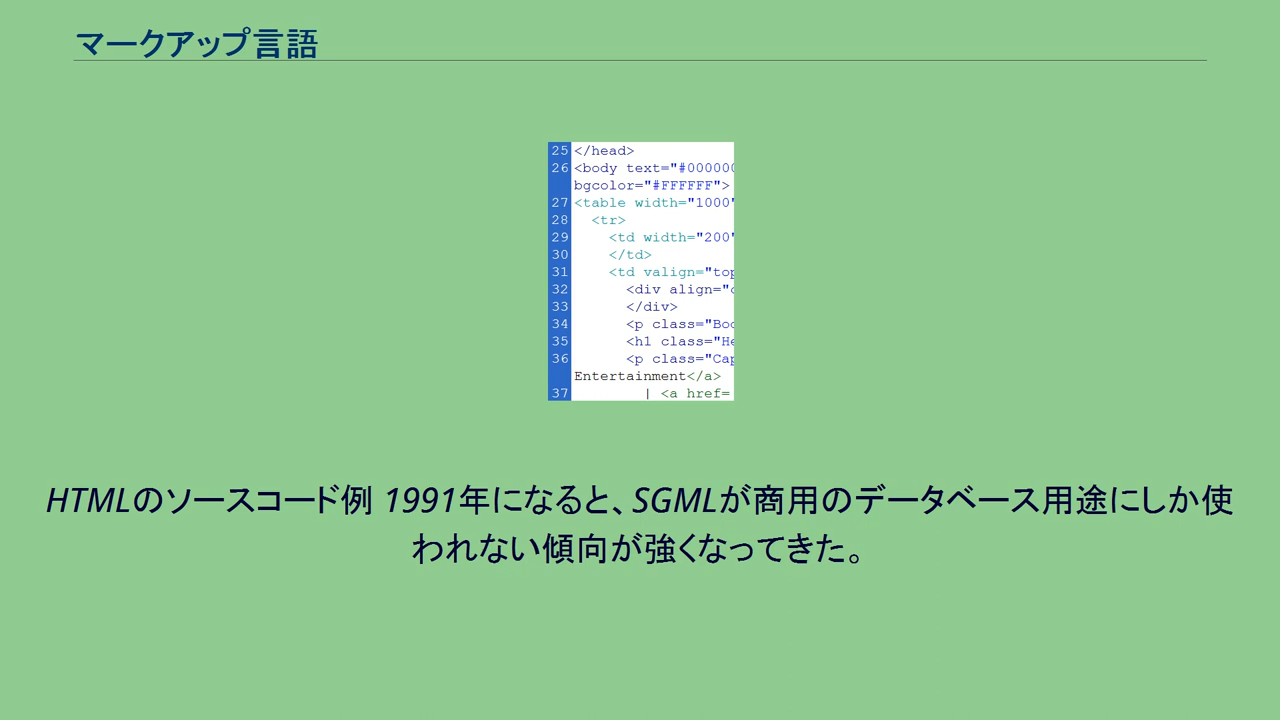 マークアップ言語
25 </head>
26 <body text="#000000
bgcolor="#FFFFFF">
27 <table width="1000"
28 <tr>
29 <td width="200"
30 </td>
31 <td valign="top
32 <div align="c
33 </div>
34 <p class="Boo
35 <h1 class="He
36 <p class="Cap
Entertainment</a>
37 | <a href=
HTMLのソースコード例 1991年になると、SGMLが商用のデータベース用途にしか使
われない傾向が強くなってきた。